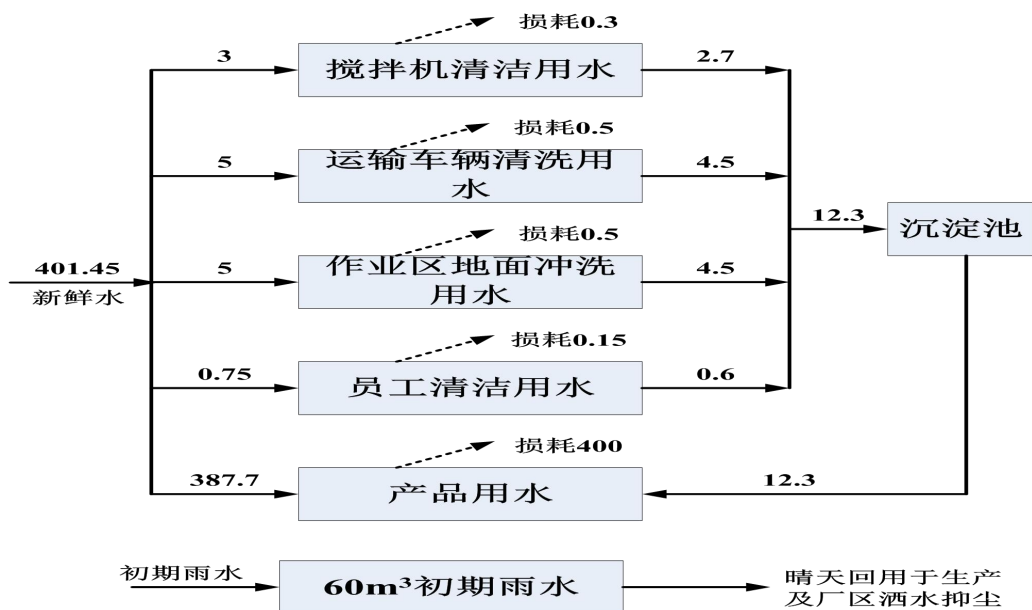 损耗0.3
3
搅拌机清洁用水
2.7
损耗0.5
5
运输车辆清洗用
水
4.5
12.3
沉淀池
损耗0.5
401.45
新鲜水
5
作业区地面冲洗
用水
4.5
损耗0.15
0.75
员工清洁用水
0.6
损耗400
387.7
产品用水
12.3
初期雨水
60m³初期雨水
晴天回用于生产
及厂区洒水抑尘